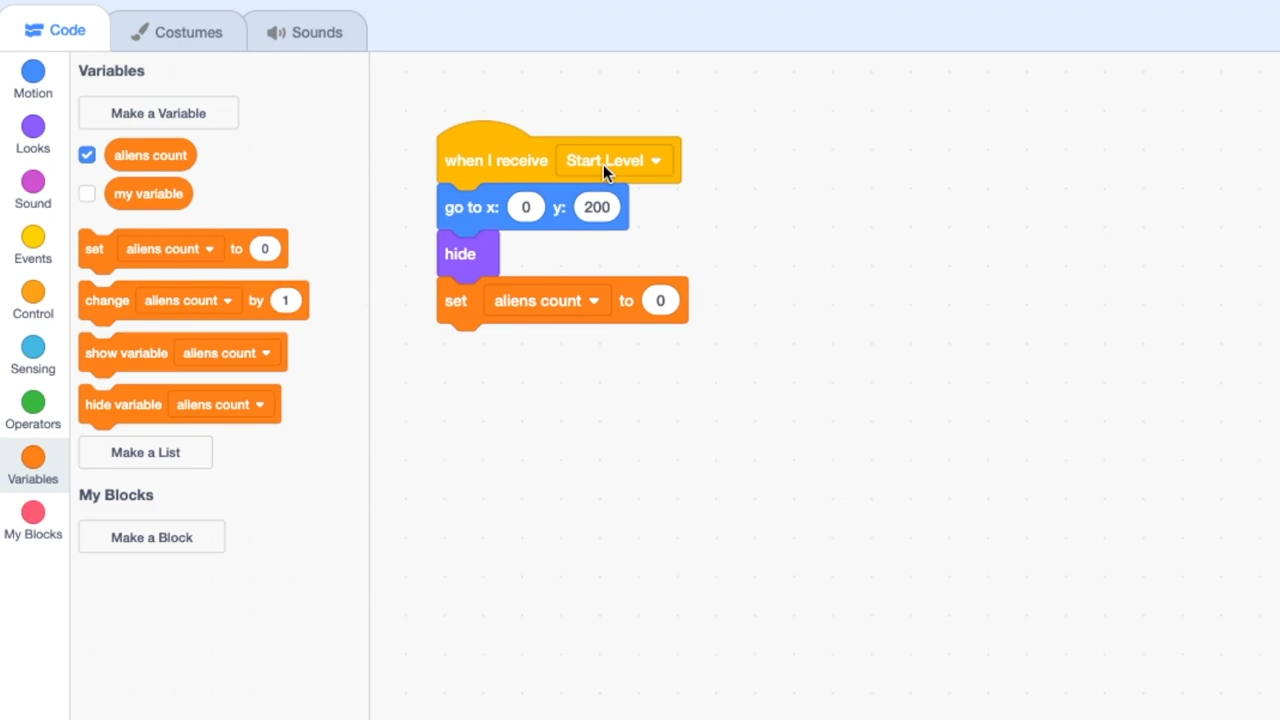 Code
Costumes
Sounds
Motion
Looks
Sound
Events
Control
Sensing
Operators
Variables
My Blocks
Variables
Make a Variable
aliens count
my variable
set aliens count to 0
change aliens count by 1
show variable aliens count
hide variable aliens count
Make a List
My Blocks
Make a Block
when I receive Start Level
go to x: 0 y: 200
hide
set aliens count to 0